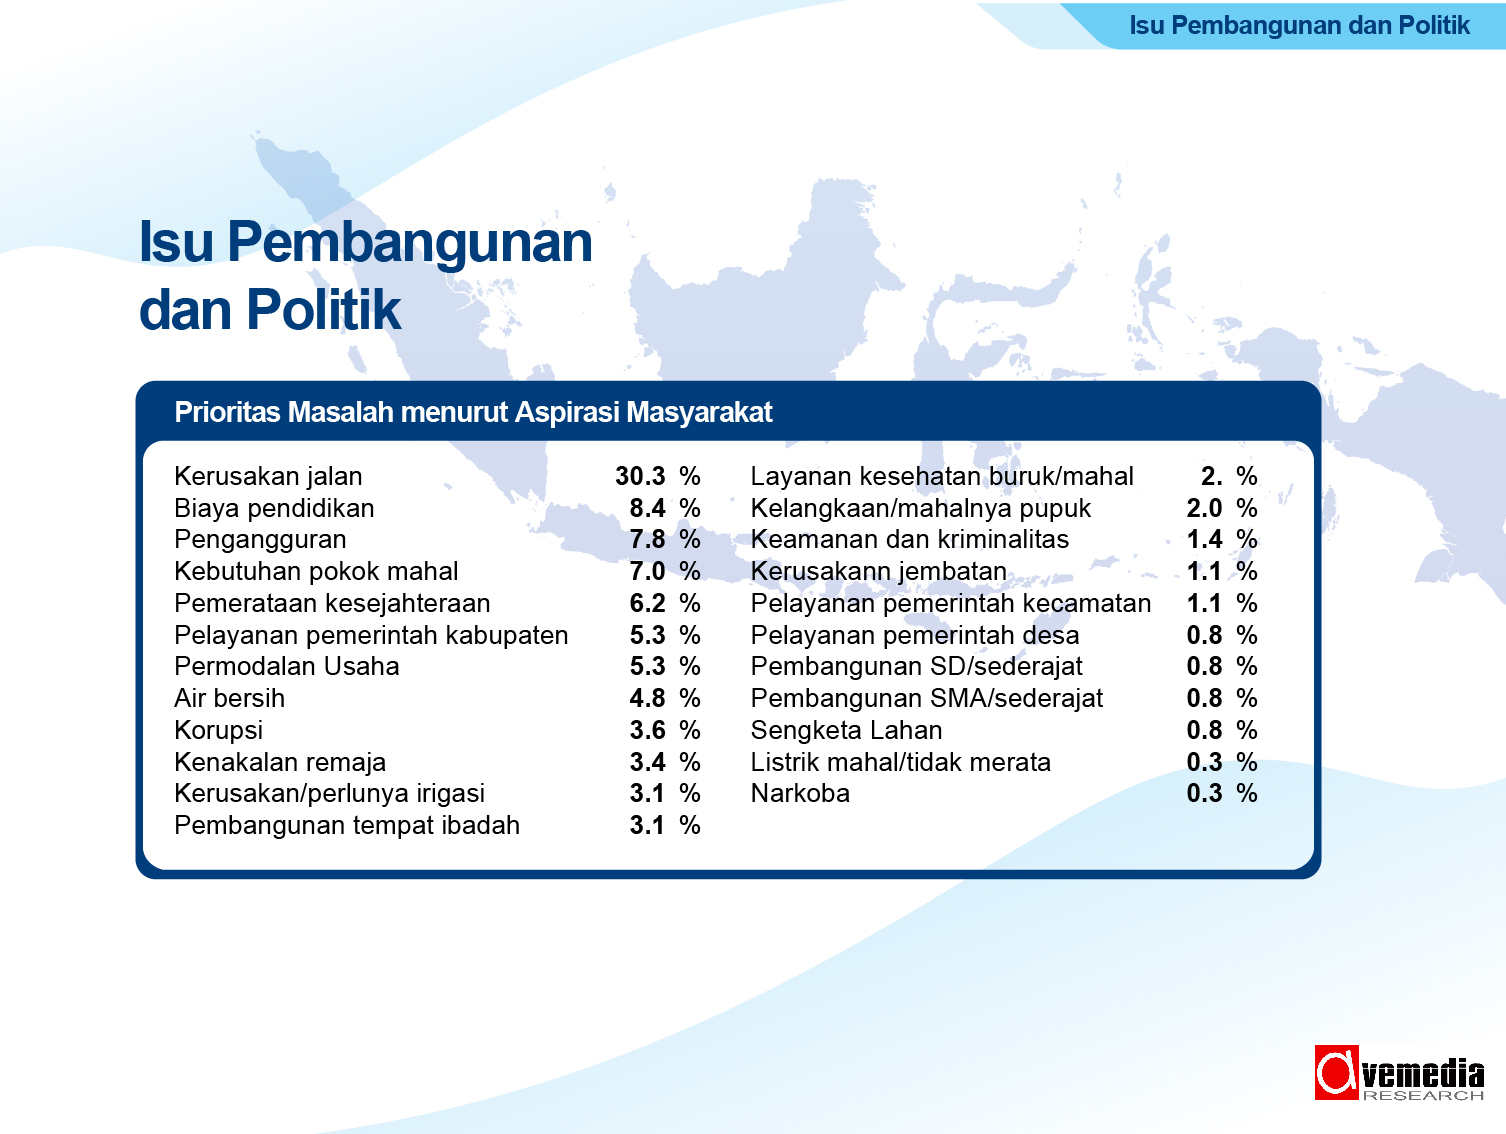 Isu Pembangunan dan Politik
Isu Pembangunan
dan Politik
Prioritas Masalah menurut Aspirasi Masyarakat
Kerusakan jalan 30.3 %
Biaya pendidikan 8.4 %
Pengangguran 7.8 %
Kebutuhan pokok mahal 7.0 %
Pemerataan kesejahteraan 6.2 %
Pelayanan pemerintah kabupaten 5.3 %
Permodalan Usaha 5.3 %
Air bersih 4.8 %
Korupsi 3.6 %
Kenakalan remaja 3.4 %
Kerusakan/perlunya irigasi 3.1 %
Pembangunan tempat ibadah 3.1 %
Layanan kesehatan buruk/mahal 2. %
Kelangkaan/mahalnya pupuk 2.0 %
Keamanan dan kriminalitas 1.4 %
Kerusakann jembatan 1.1 %
Pelayanan pemerintah kecamatan 1.1 %
Pelayanan pemerintah desa 0.8 %
Pembangunan SD/sederajat 0.8 %
Pembangunan SMA/sederajat 0.8 %
Sengketa Lahan 0.8 %
Listrik mahal/tidak merata 0.3 %
Narkoba 0.3 %
avemedia
RESEARCH